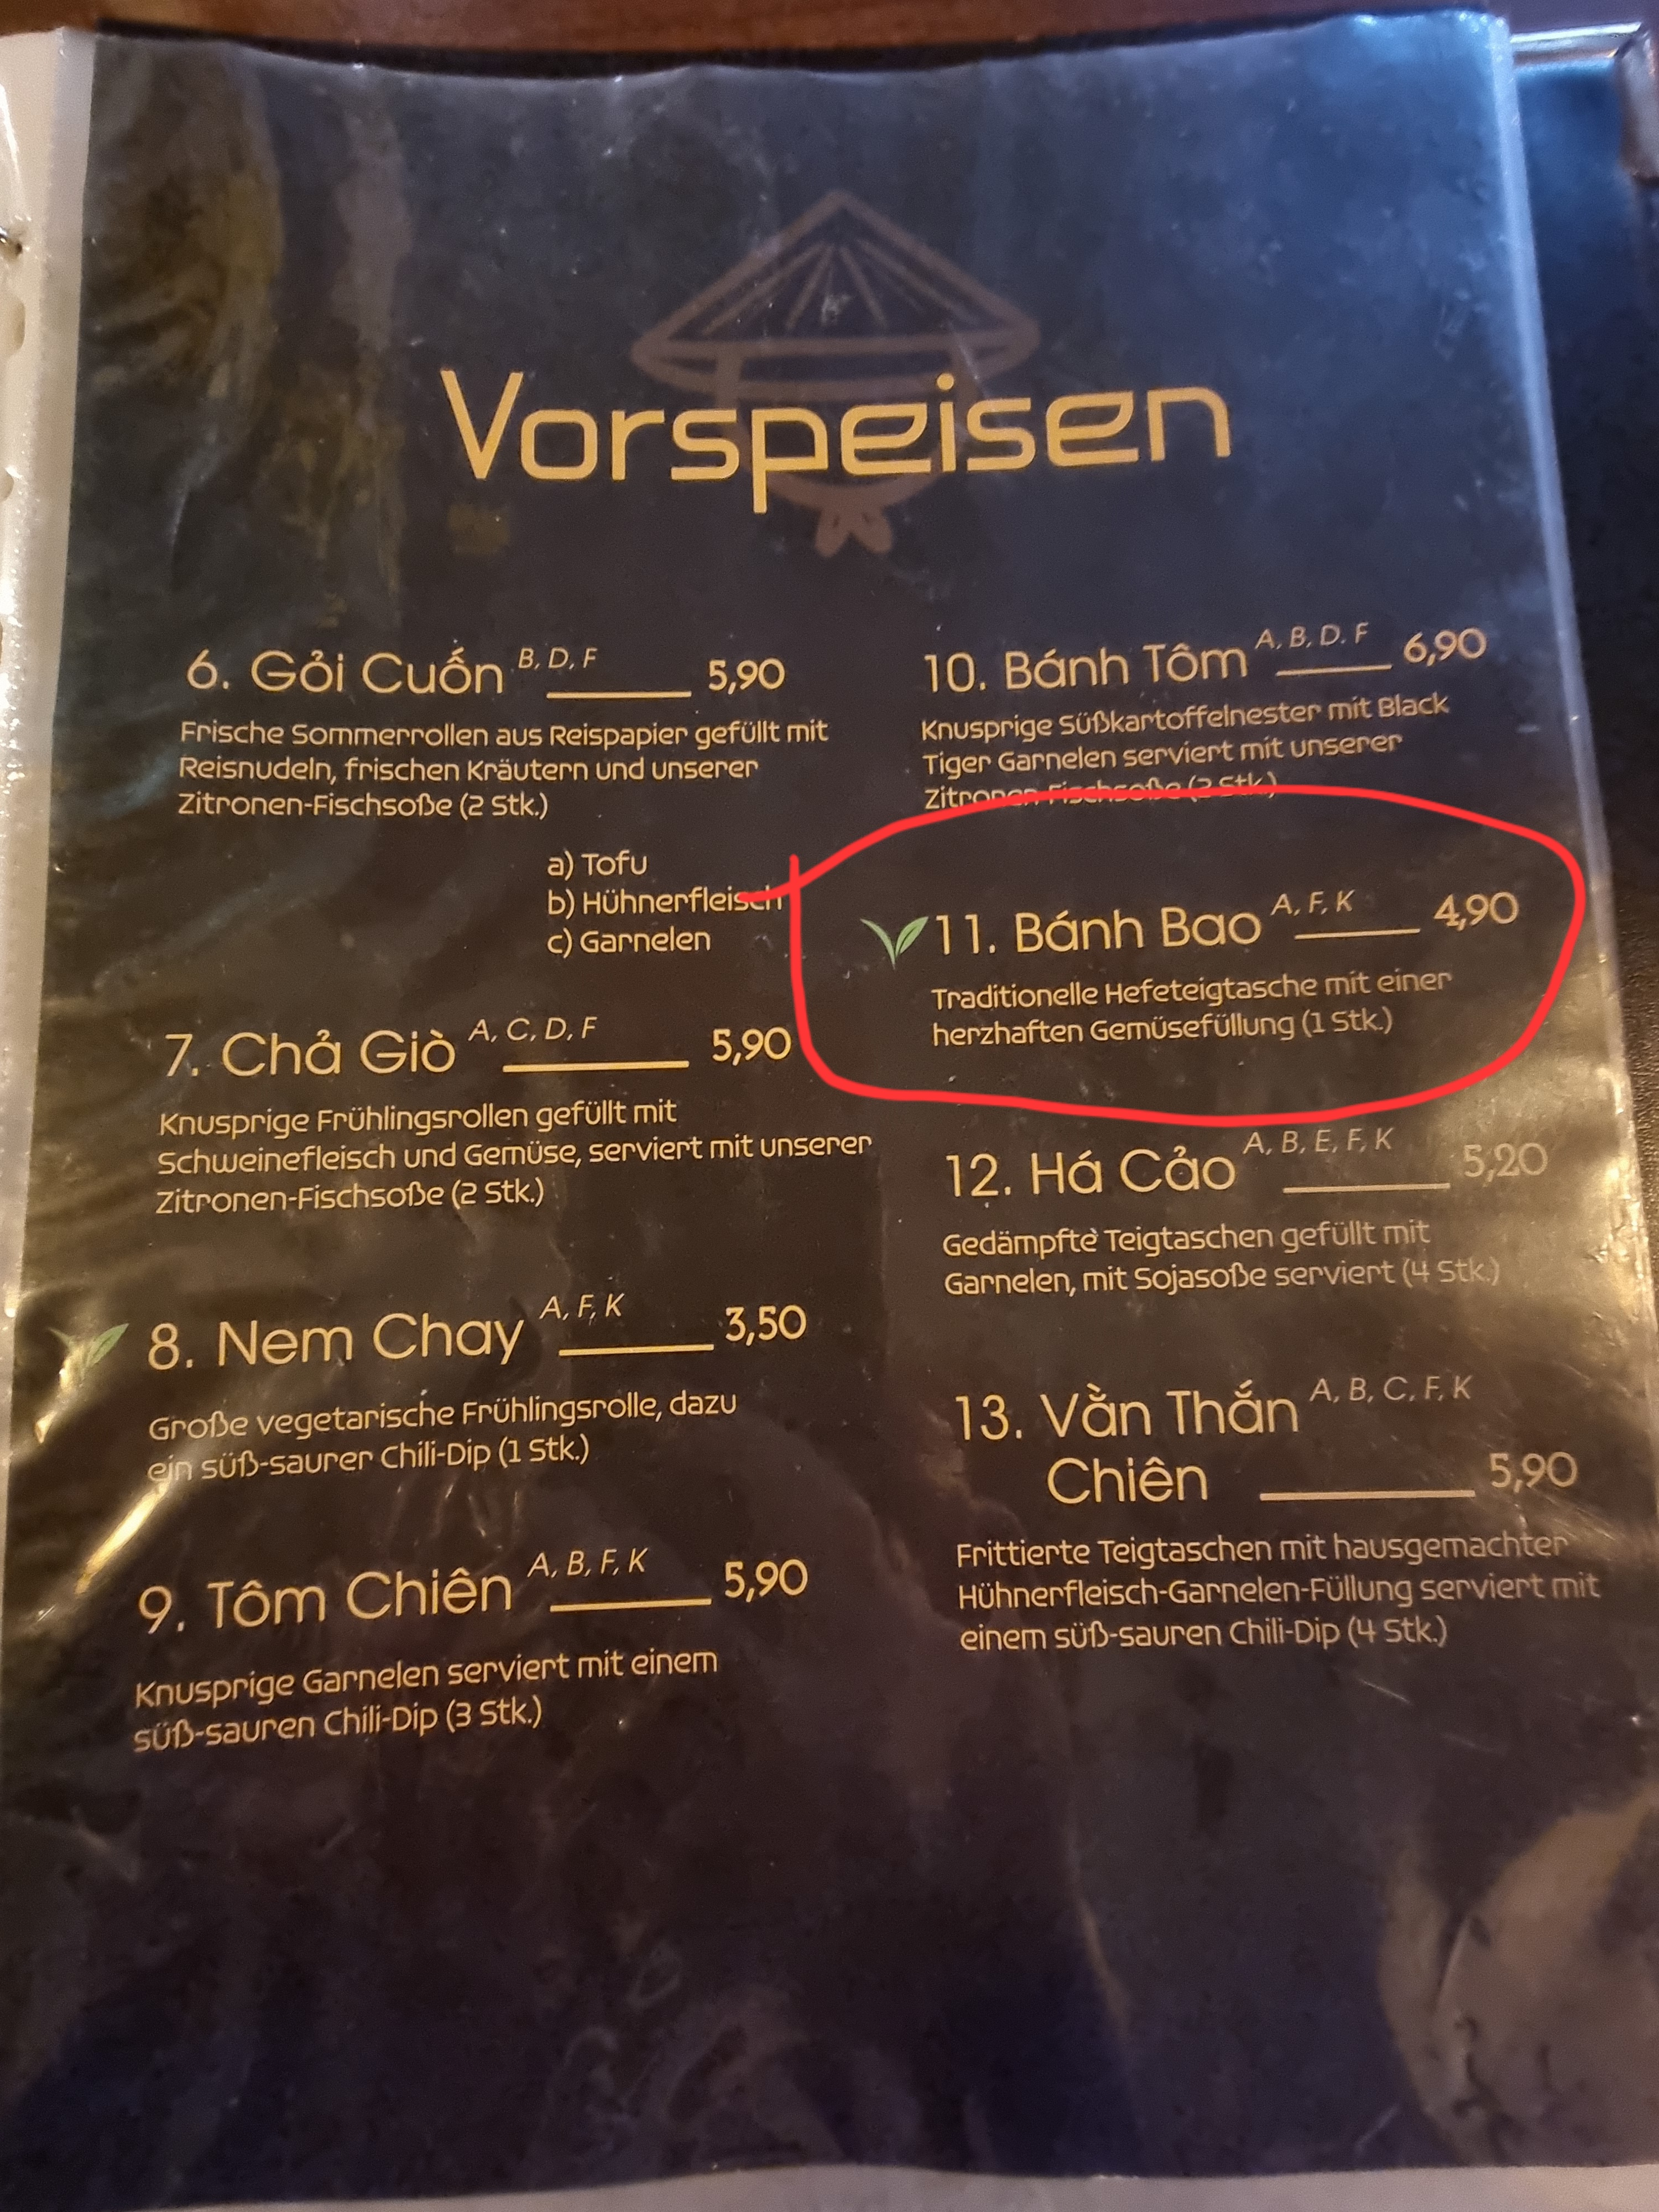 Vorspeisen
6. Gỏi Cuốn B, D, F 5,90
Frische Sommerrollen aus Reispapier gefüllt mit
Reisnudeln, frischen Kräutern und unserer
Zitronen-Fischsoße (2 Stk.)
a) Tofu
b) Hühnerfleisch
c) Garnelen
7. Chả Giò A, C, D, F 5,90
Knusprige Frühlingsrollen gefüllt mit
Schweinefleisch und Gemüse, serviert mit unserer
Zitronen-Fischsoße (2 Stk.)
8. Nem Chay A, F, K 3,50
Große vegetarische Frühlingsrolle, dazu
ein süß-saurer Chili-Dip (1 Stk.)
9. Tôm Chiên A, B, F, K 5,90
Knusprige Garnelen serviert mit einem
süß-sauren Chili-Dip (3 Stk.)
10. Bánh Tôm A, B, D. F 6,90
Knusprige Süßkartoffelnester mit Black
Tiger Garnelen serviert mit unserer
Zitronen-Fischsoße (2 Stk.)
11. Bánh Bao A, F, K 4,90
Traditionelle Hefeteigtasche mit einer
herzhaften Gemüsefüllung (1 Stk.)
12. Há Cảo A, B, E, F, K 5,20
Gedämpfte Teigtaschen gefüllt mit
Garnelen, mit Sojasoße serviert (4 Stk.)
13. Vằn Thắn A, B, C, F, K
Chiên 5,90
Frittierte Teigtaschen mit hausgemachter
Hühnerfleisch-Garnelen-Füllung serviert mit
einem süß-sauren Chili-Dip (4 Stk.)